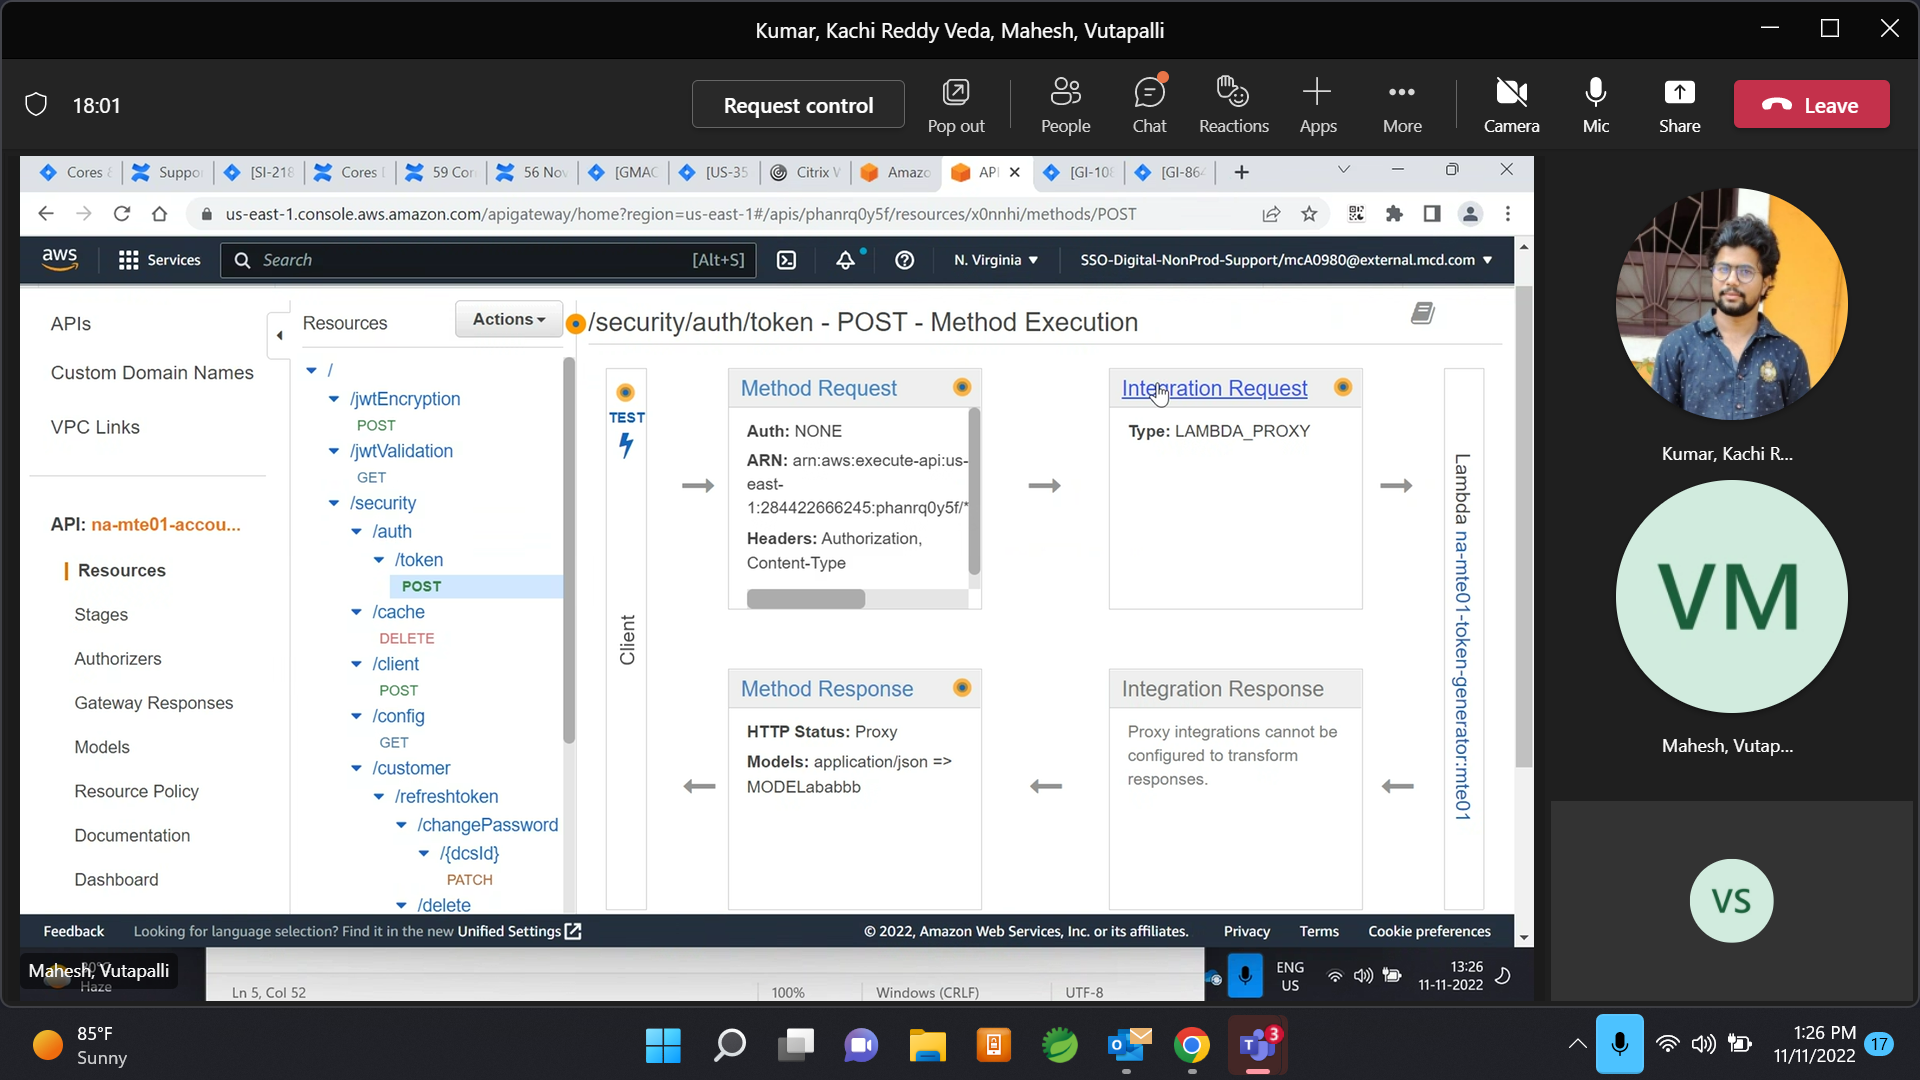 Kumar, Kachi Reddy Veda, Mahesh, Vutapalli
18:01
Request control
Pop out
People
Chat
Reactions
Apps
More
Camera
Mic
Share
Leave
Cores
Suppo
[SI-218
Cores
59 Cor
56 Nov
[GMAC
[US-35
Citrix
Amazo
API
[GI-108
[GI-864
us-east-1.console.aws.amazon.com/apigateway/home?region=us-east-1#/apis/phanrq0y5f/resources/x0nnhi/methods/POST
aws
Services
Search
[Alt+S]
N. Virginia
SSO-Digital-NonProd-Support/mcA0980@external.mcd.com
APIs
Custom Domain Names
VPC Links
API: na-mte01-accou...
Resources
Stages
Authorizers
Gateway Responses
Models
Resource Policy
Documentation
Dashboard
Resources
Actions
/
/jwtEncryption
POST
/jwtValidation
GET
/security
/auth
/token
POST
/cache
DELETE
/client
POST
/config
GET
/customer
/refreshtoken
/changePassword
/{dcsId}
PATCH
/delete
/security/auth/token - POST - Method Execution
TEST
Client
Method Request
Auth: NONE
ARN: arn:aws:execute-api:us-
east-
1:284422666245:phanrq0y5f/*
Headers: Authorization,
Content-Type
Integration Request
Type: LAMBDA_PROXY
Lambda na-mte01-token-generator:mte01
Method Response
HTTP Status: Proxy
Models: application/json =>
MODELababbb
Integration Response
Proxy integrations cannot be
configured to transform
responses.
Feedback
Looking for language selection? Find it in the new Unified Settings
© 2022, Amazon Web Services, Inc. or its affiliates.
Privacy
Terms
Cookie preferences
Mahesh, Vutapalli
Haze
Ln 5, Col 52
100%
Windows (CRLF)
UTF-8
ENG
US
13:26
11-11-2022
Kumar, Kachi R...
VM
Mahesh, Vutap...
VS
85°F
Sunny
3
1:26 PM
11/11/2022
17